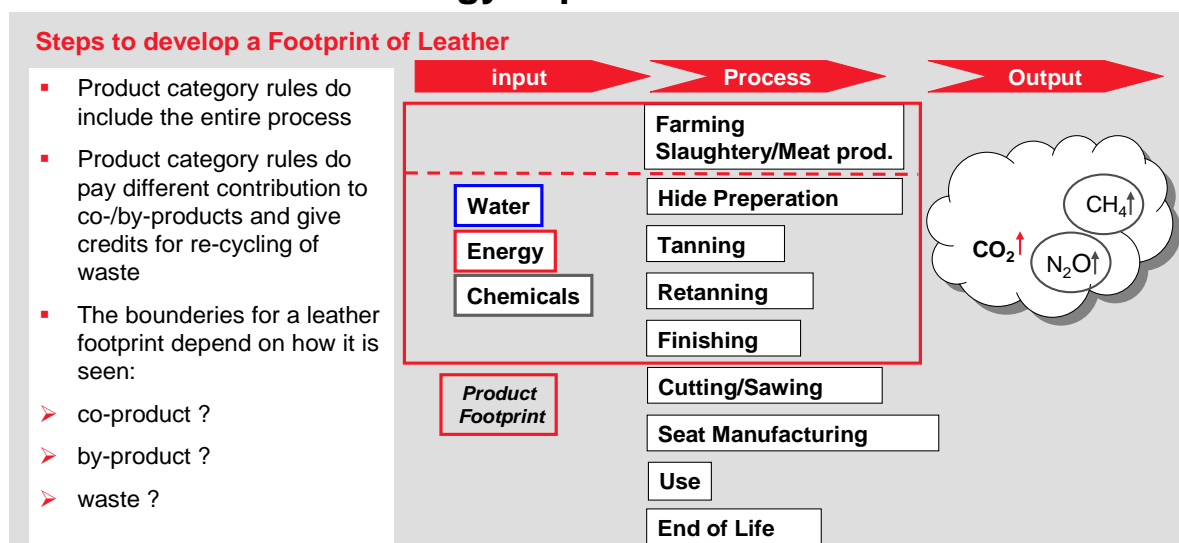 Steps to develop a Footprint of Leather
▪ Product category rules do
include the entire process
▪ Product category rules do
pay different contribution to
co-/by-products and give
credits for re-cycling of
waste
▪ The bounderies for a leather
footprint depend on how it is
seen:
➢ co-product ?
➢ by-product ?
➢ waste ?
input
Process
Output
Farming
Slaughtery/Meat prod.
Hide Preperation
Tanning
Retanning
Finishing
Cutting/Sawing
Seat Manufacturing
Use
End of Life
Water
Energy
Chemicals
Product
Footprint
CH₄↑
CO₂↑
N₂O↑